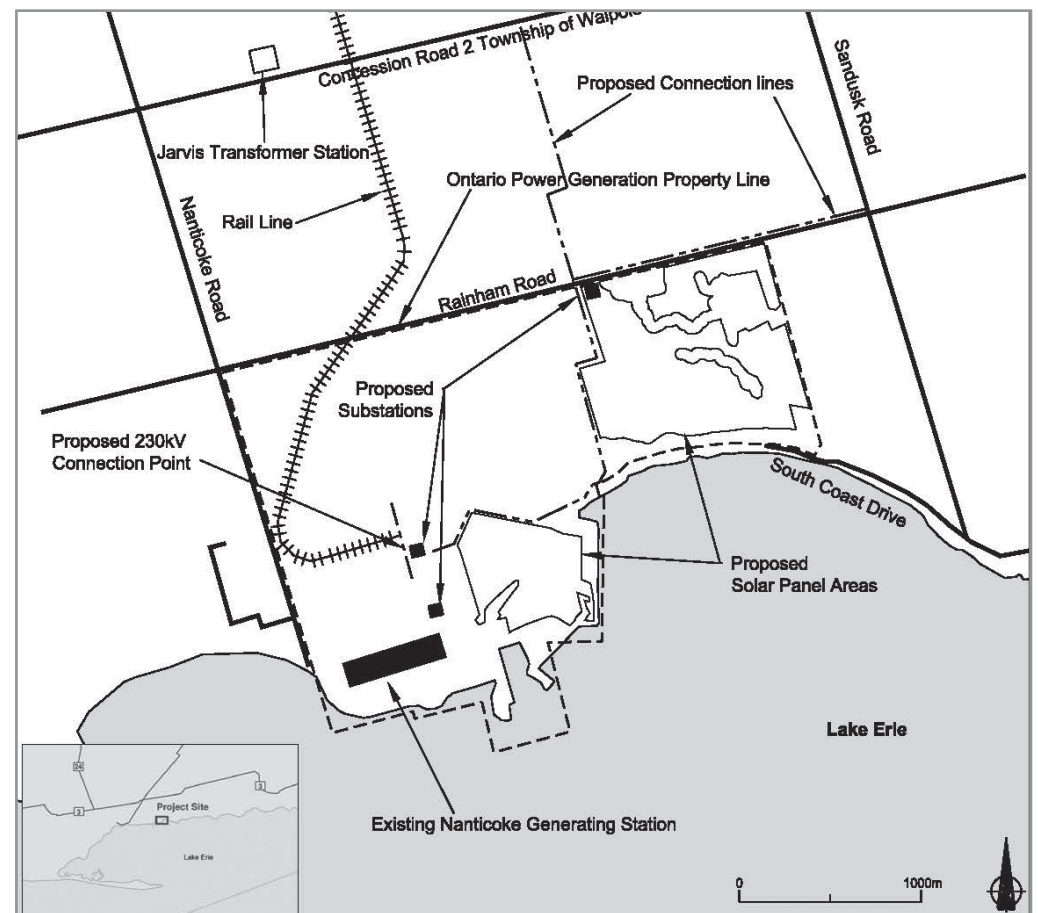 Concession Road 2 Township of Walpole
Sandusk Road
Proposed Connection lines
Jarvis Transformer Station
Ontario Power Generation Property Line
Nanticoke Road
Rail Line
Rainham Road
Proposed
Substations
Proposed 230kV
Connection Point
South Coast Drive
Proposed
Solar Panel Areas
Lake Erie
24
3
3
Project Site
Lake Erie
Existing Nanticoke Generating Station
0
1000m